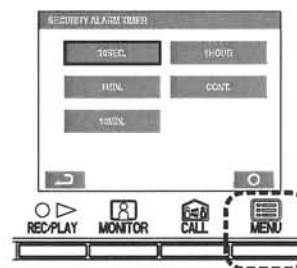 SECURITY ALARM TIMER
10SEC. 1HOUR
1MIN. CONT.
10MIN.
REC/PLAY MONITOR CALL MENU